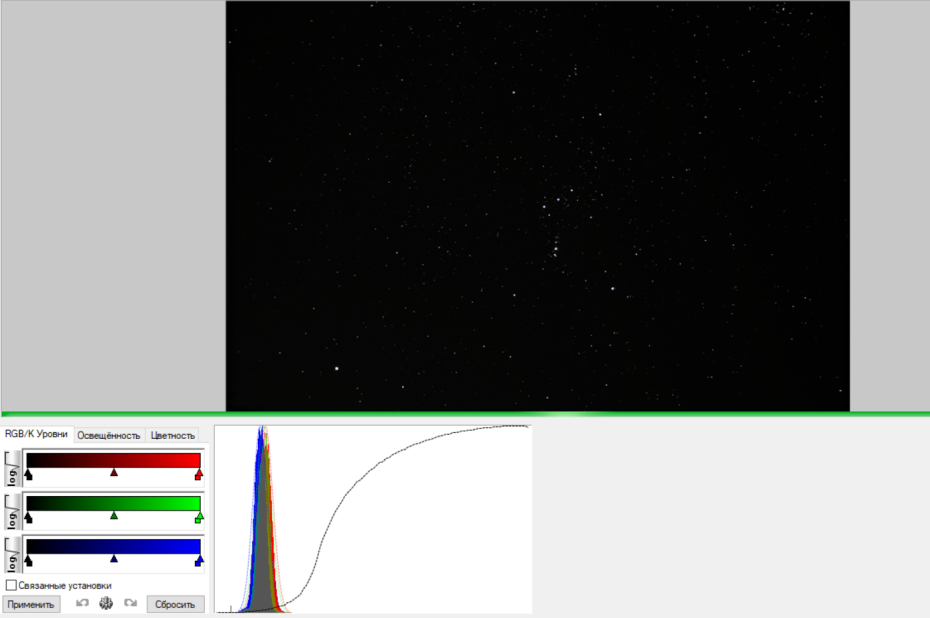 RGB/K Уровни Освещённость Цветность
log
log
log
Связанные установки
Применить Сбросить